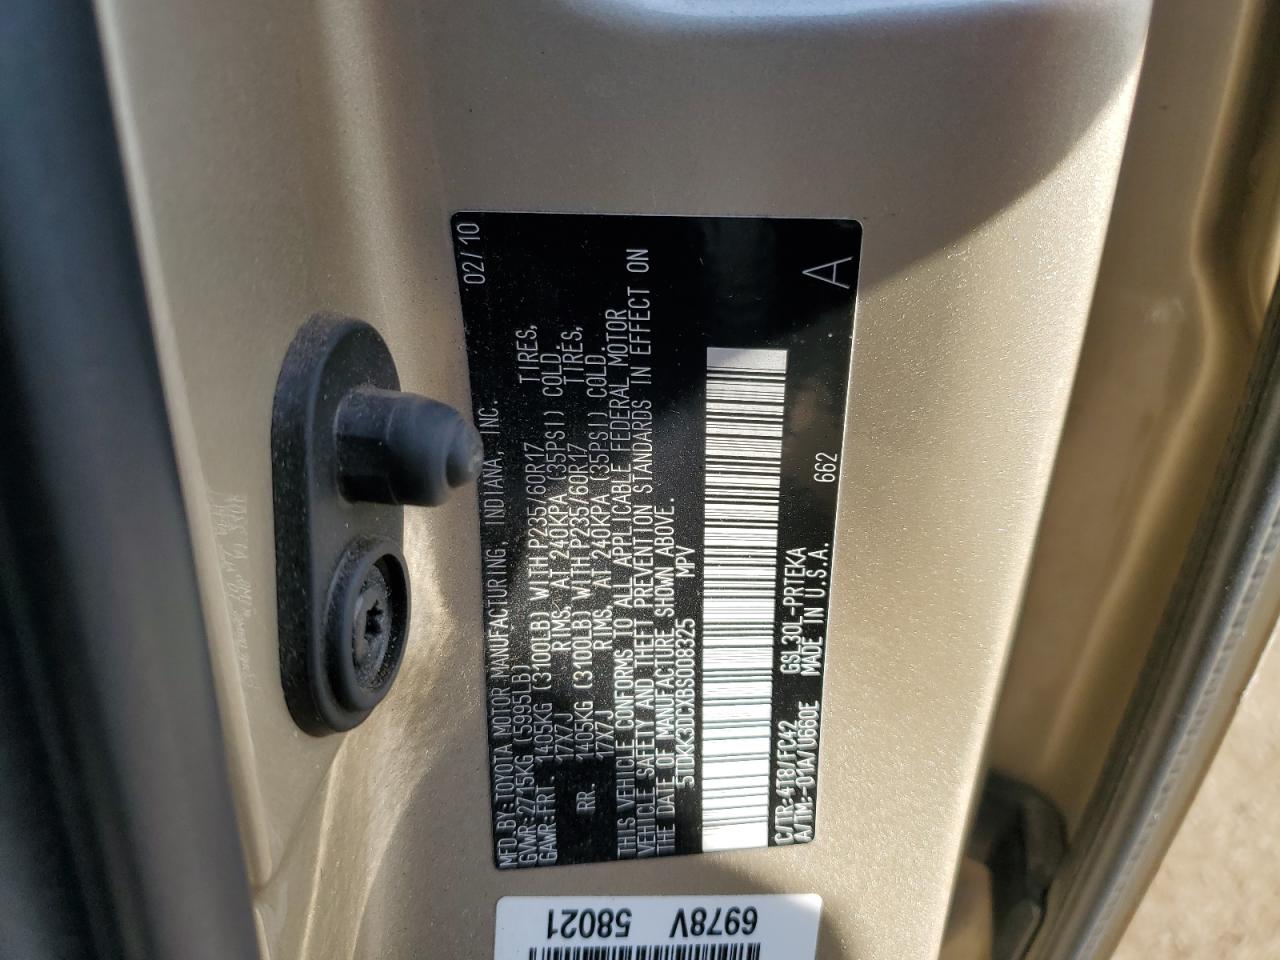 MFD.BY:TOYOTA MOTOR MANUFACTURING, INDIANA, INC. 02/10
GVWR:2715KG (5995LB)
GAWR:FRT. 1405KG (3100LB) WITH P235/60R17 TIRES,
17X7J RIMS, AT 240KPA (35PSI) COLD.
RR. 1405KG (3100LB) WITH P235/60R17 TIRES,
17X7J RIMS, AT 240KPA (35PSI) COLD.
THIS VEHICLE CONFORMS TO ALL APPLICABLE FEDERAL MOTOR
VEHICLE SAFETY AND THEFT PREVENTION STANDARDS IN EFFECT ON
THE DATE OF MANUFACTURE SHOWN ABOVE.
5TDKK3DCXBS008325 MPV
C/TR:4T8/FC42 GSL30L-PRTEKA 662
A/TM:-01A/U660E MADE IN U.S.A. A
6978V
58021